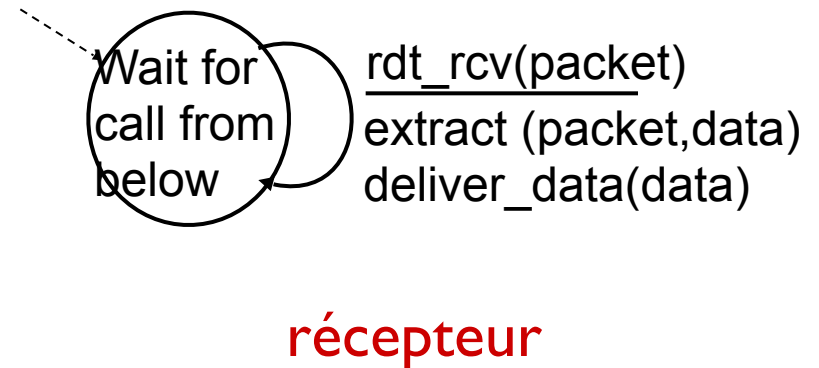 Wait for
call from
below
rdt_rcv(packet)
extract (packet,data)
deliver_data(data)
récepteur